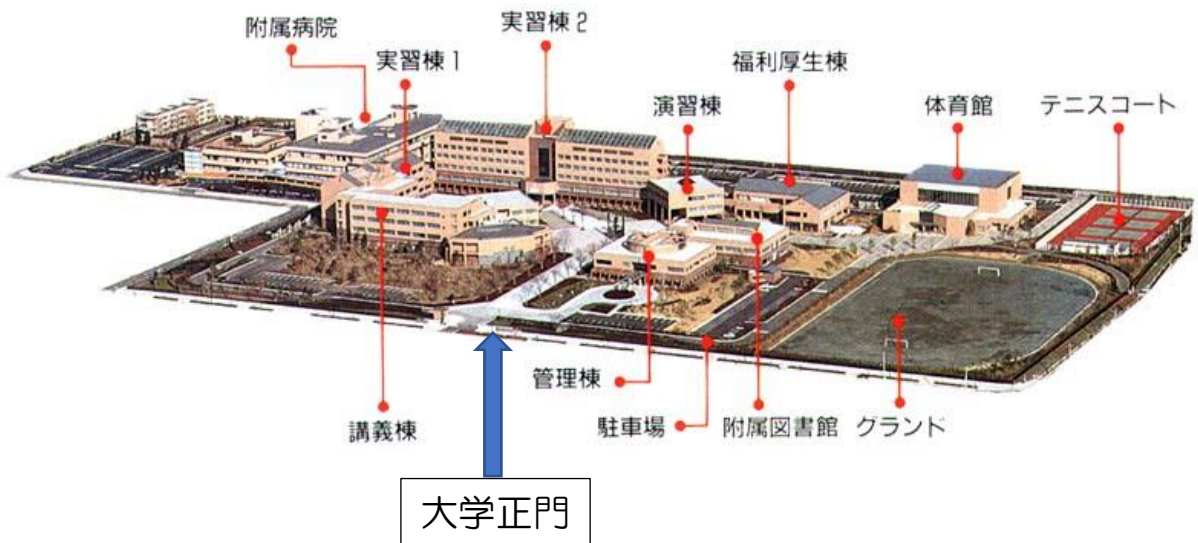 附属病院
実習棟1
実習棟2
演習棟
福利厚生棟
体育館
テニスコート
講義棟
管理棟
駐車場
附属図書館
グランド
大学正門